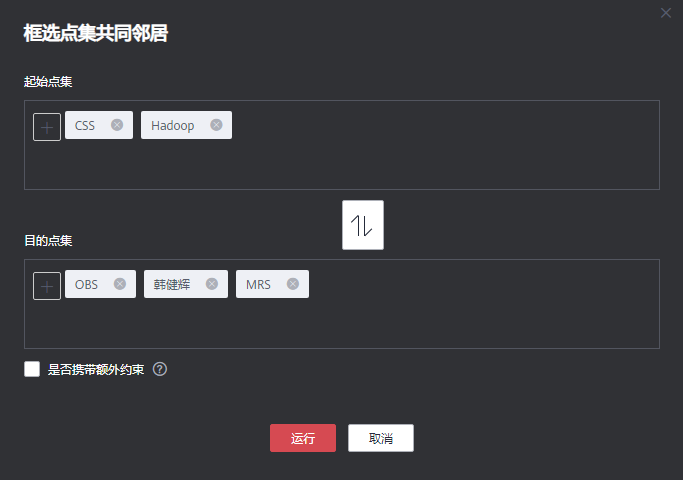 框选点集共同邻居
起始点集
CSS Hadoop
目的点集
OBS 韩健辉 MRS
是否携带额外约束 ?
运行 取消